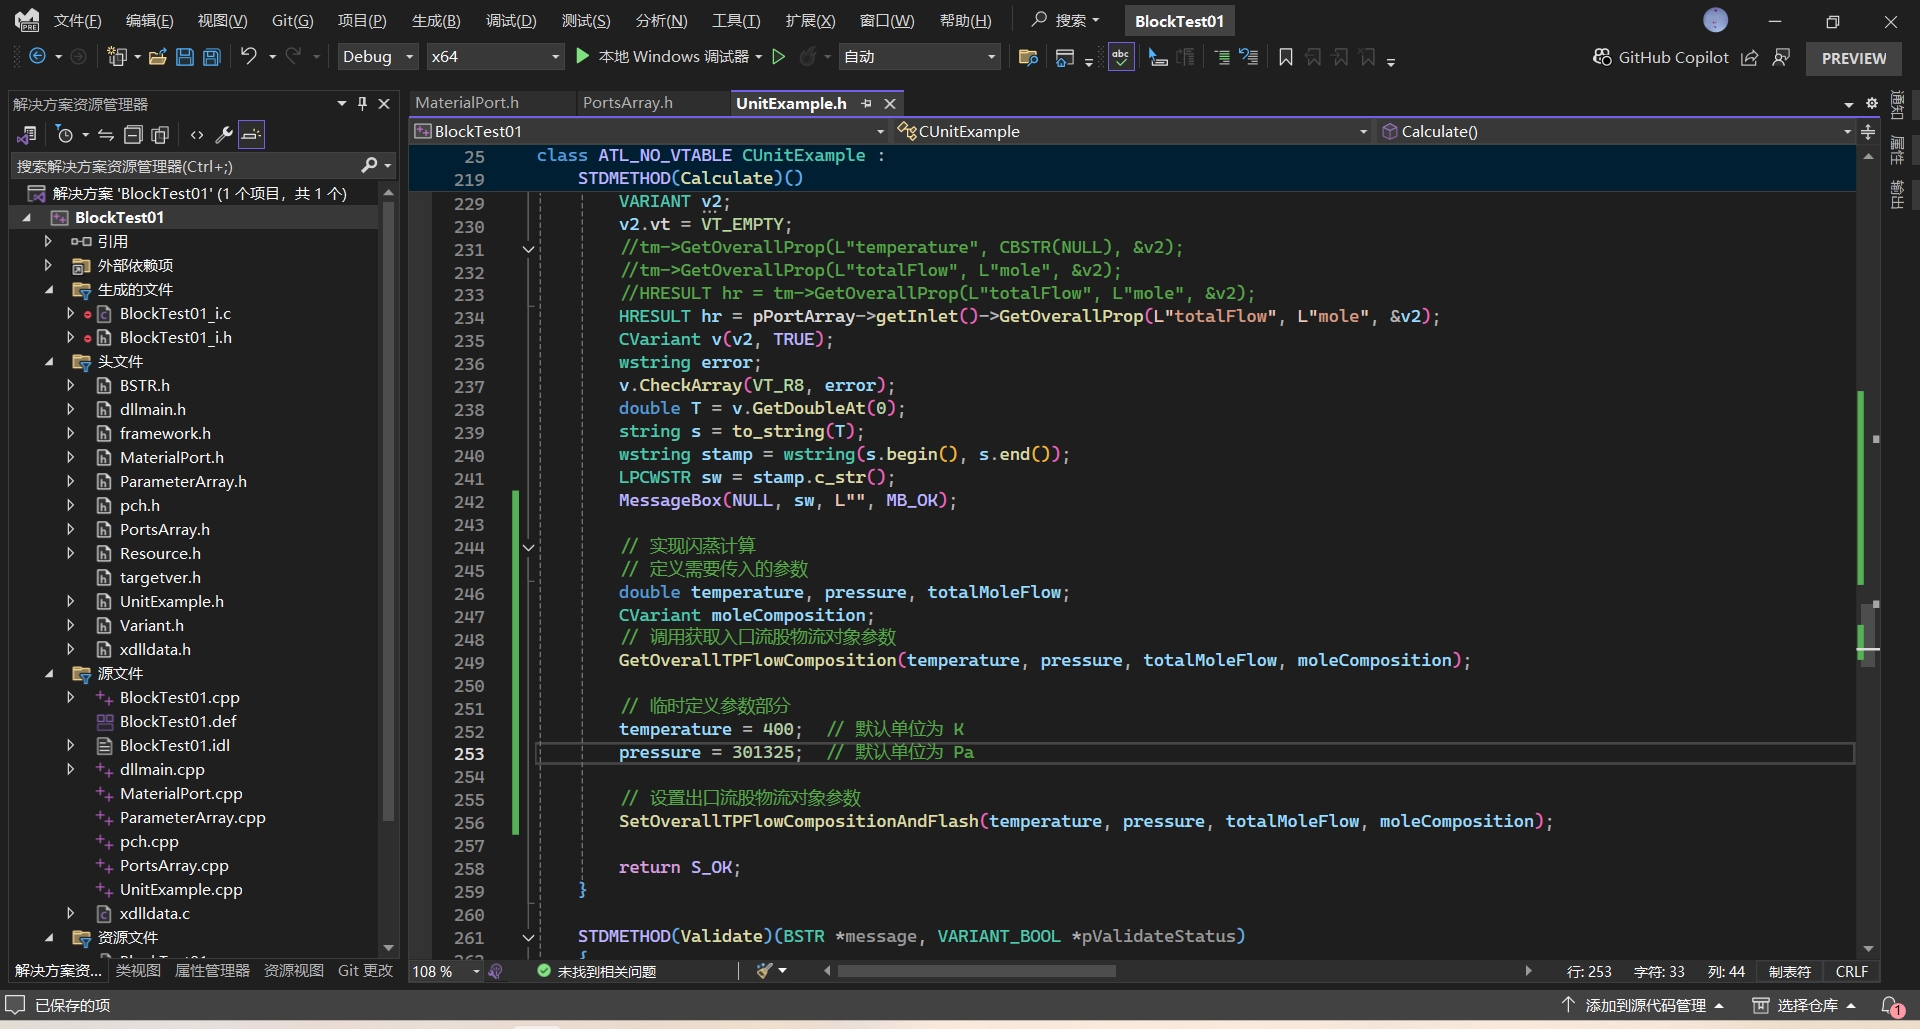 文件(F) 编辑(E) 视图(V) Git(G) 项目(P) 生成(B) 调试(D) 测试(S) 分析(N) 工具(T) 扩展(X) 窗口(W) 帮助(H) 搜索 BlockTest01
Debug x64 本地 Windows 调试器 自动 GitHub Copilot PREVIEW
解决方案资源管理器
搜索解决方案资源管理器(Ctrl+;)
解决方案 'BlockTest01' (1 个项目，共 1 个)
BlockTest01
引用
外部依赖项
生成的文件
BlockTest01_i.c
BlockTest01_i.h
头文件
BSTR.h
dllmain.h
framework.h
MaterialPort.h
ParameterArray.h
pch.h
PortsArray.h
Resource.h
targetver.h
UnitExample.h
Variant.h
xdlldata.h
源文件
BlockTest01.cpp
BlockTest01.def
BlockTest01.idl
dllmain.cpp
MaterialPort.cpp
ParameterArray.cpp
pch.cpp
PortsArray.cpp
UnitExample.cpp
xdlldata.c
资源文件
解决方案资... 类视图 属性管理器 资源视图 Git 更改
MaterialPort.h PortsArray.h UnitExample.h
BlockTest01 CUnitExample Calculate()
25 class ATL_NO_VTABLE CUnitExample :
219 STDMETHOD(Calculate)()
229 VARIANT v2;
230 v2.vt = VT_EMPTY;
231 //tm->GetOverallProp(L"temperature", CBSTR(NULL), &v2);
232 //tm->GetOverallProp(L"totalFlow", L"mole", &v2);
233 //HRESULT hr = tm->GetOverallProp(L"totalFlow", L"mole", &v2);
234 HRESULT hr = pPortArray->getInlet()->GetOverallProp(L"totalFlow", L"mole", &v2);
235 CVariant v(v2, TRUE);
236 wstring error;
237 v.CheckArray(VT_R8, error);
238 double T = v.GetDoubleAt(0);
239 string s = to_string(T);
240 wstring stamp = wstring(s.begin(), s.end());
241 LPCWSTR sw = stamp.c_str();
242 MessageBox(NULL, sw, L"", MB_OK);
243
244 // 实现闪蒸计算
245 // 定义需要传入的参数
246 double temperature, pressure, totalMoleFlow;
247 CVariant moleComposition;
248 // 调用获取入口流股物流对象参数
249 GetOverallTPFlowComposition(temperature, pressure, totalMoleFlow, moleComposition);
250
251 // 临时定义参数部分
252 temperature = 400; // 默认单位为 K
253 pressure = 301325; // 默认单位为 Pa
254
255 // 设置出口流股物流对象参数
256 SetOverallTPFlowCompositionAndFlash(temperature, pressure, totalMoleFlow, moleComposition);
257
258 return S_OK;
259 }
260
261 STDMETHOD(Validate)(BSTR *message, VARIANT_BOOL *pValidateStatus)
108 % 未找到相关问题 行: 253 字符: 33 列: 44 制表符 CRLF
通知
属性
输出
已保存的项 添加到源代码管理 选择仓库 1